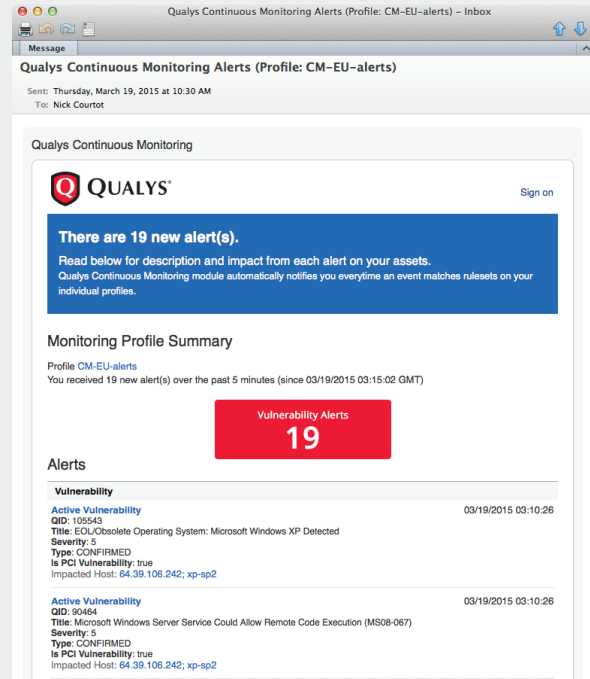 Qualys Continuous Monitoring Alerts (Profile: CM-EU-alerts) – Inbox
Message
Qualys Continuous Monitoring Alerts (Profile: CM-EU-alerts)
Sent: Thursday, March 19, 2015 at 10:30 AM
To: Nick Courtot
Qualys Continuous Monitoring
QUALYS®
Sign on
There are 19 new alert(s).
Read below for description and impact from each alert on your assets.
Qualys Continuous Monitoring module automatically notifies you everytime an event matches rulesets on your
individual profiles.
Monitoring Profile Summary
Profile CM-EU-alerts
You received 19 new alert(s) over the past 5 minutes (since 03/19/2015 03:15:02 GMT)
Vulnerability Alerts
19
Alerts
Vulnerability
Active Vulnerability 03/19/2015 03:10:26
QID: 105543
Title: EOL/Obsolete Operating System: Microsoft Windows XP Detected
Severity: 5
Type: CONFIRMED
Is PCI Vulnerability: true
Impacted Host: 64.39.106.242; xp-sp2
Active Vulnerability 03/19/2015 03:10:26
QID: 90464
Title: Microsoft Windows Server Service Could Allow Remote Code Execution (MS08-067)
Severity: 5
Type: CONFIRMED
Is PCI Vulnerability: true
Impacted Host: 64.39.106.242; xp-sp2